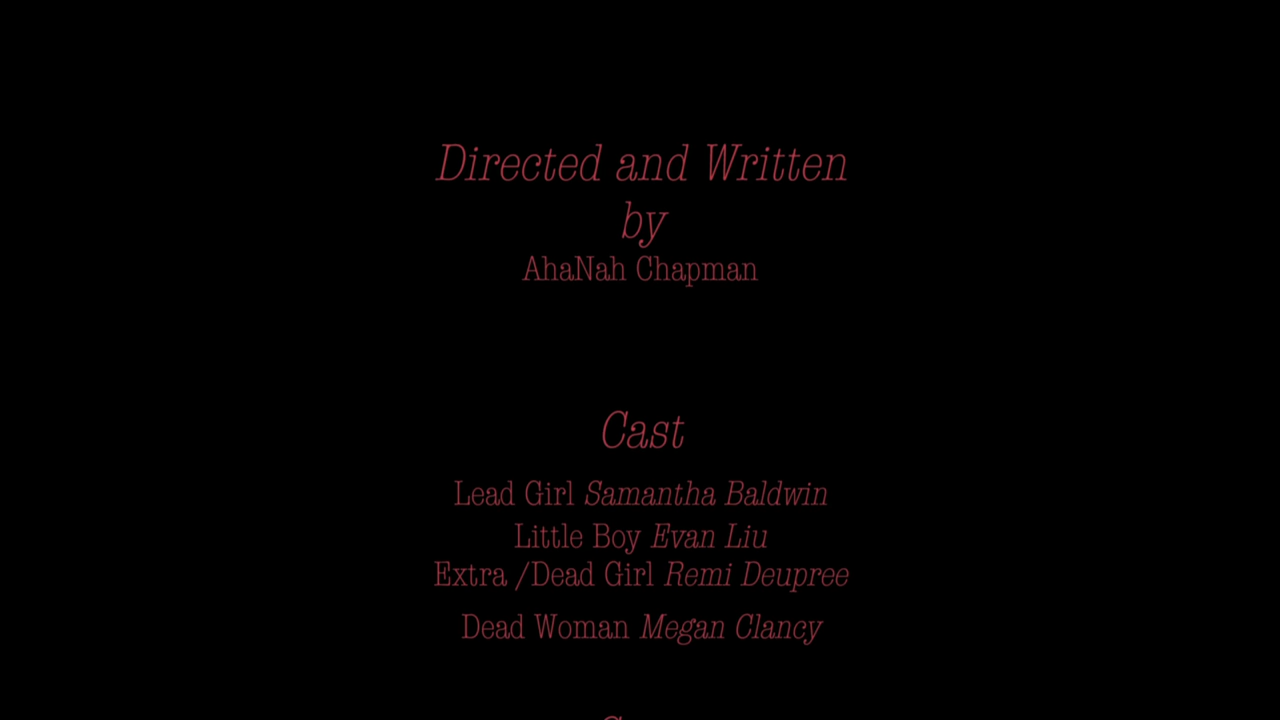 Directed and Written
by
AhaNah Chapman
Cast
Lead Girl Samantha Baldwin
Little Boy Evan Liu
Extra /Dead Girl Remi Deupree
Dead Woman Megan Clancy